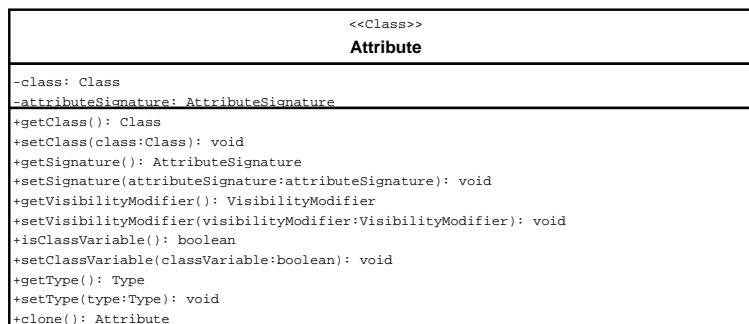 <<Class>>
Attribute
-class: Class
-attributeSignature: AttributeSignature
+getClass(): Class
+setClass(class:Class): void
+getSignature(): AttributeSignature
+setSignature(attributeSignature:attributeSignature): void
+getVisibilityModifier(): VisibilityModifier
+setVisibilityModifier(visibilityModifier:VisibilityModifier): void
+isClassVariable(): boolean
+setClassVariable(classVariable:boolean): void
+getType(): Type
+setType(type:Type): void
+clone(): Attribute